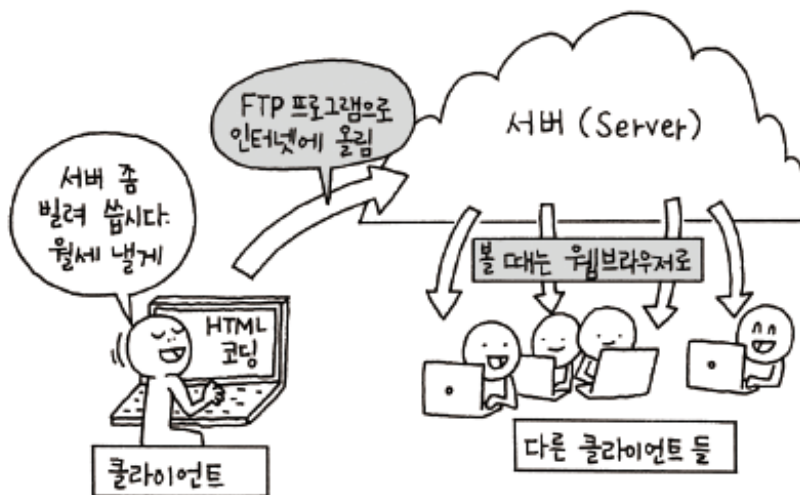 FTP 프로그램으로
인터넷에 올림
서버 (Server)
서버 좀
빌려 씁시다.
월세 낼게
볼 때는 웹브라우저로
HTML
코딩
클라이언트
다른 클라이언트 들